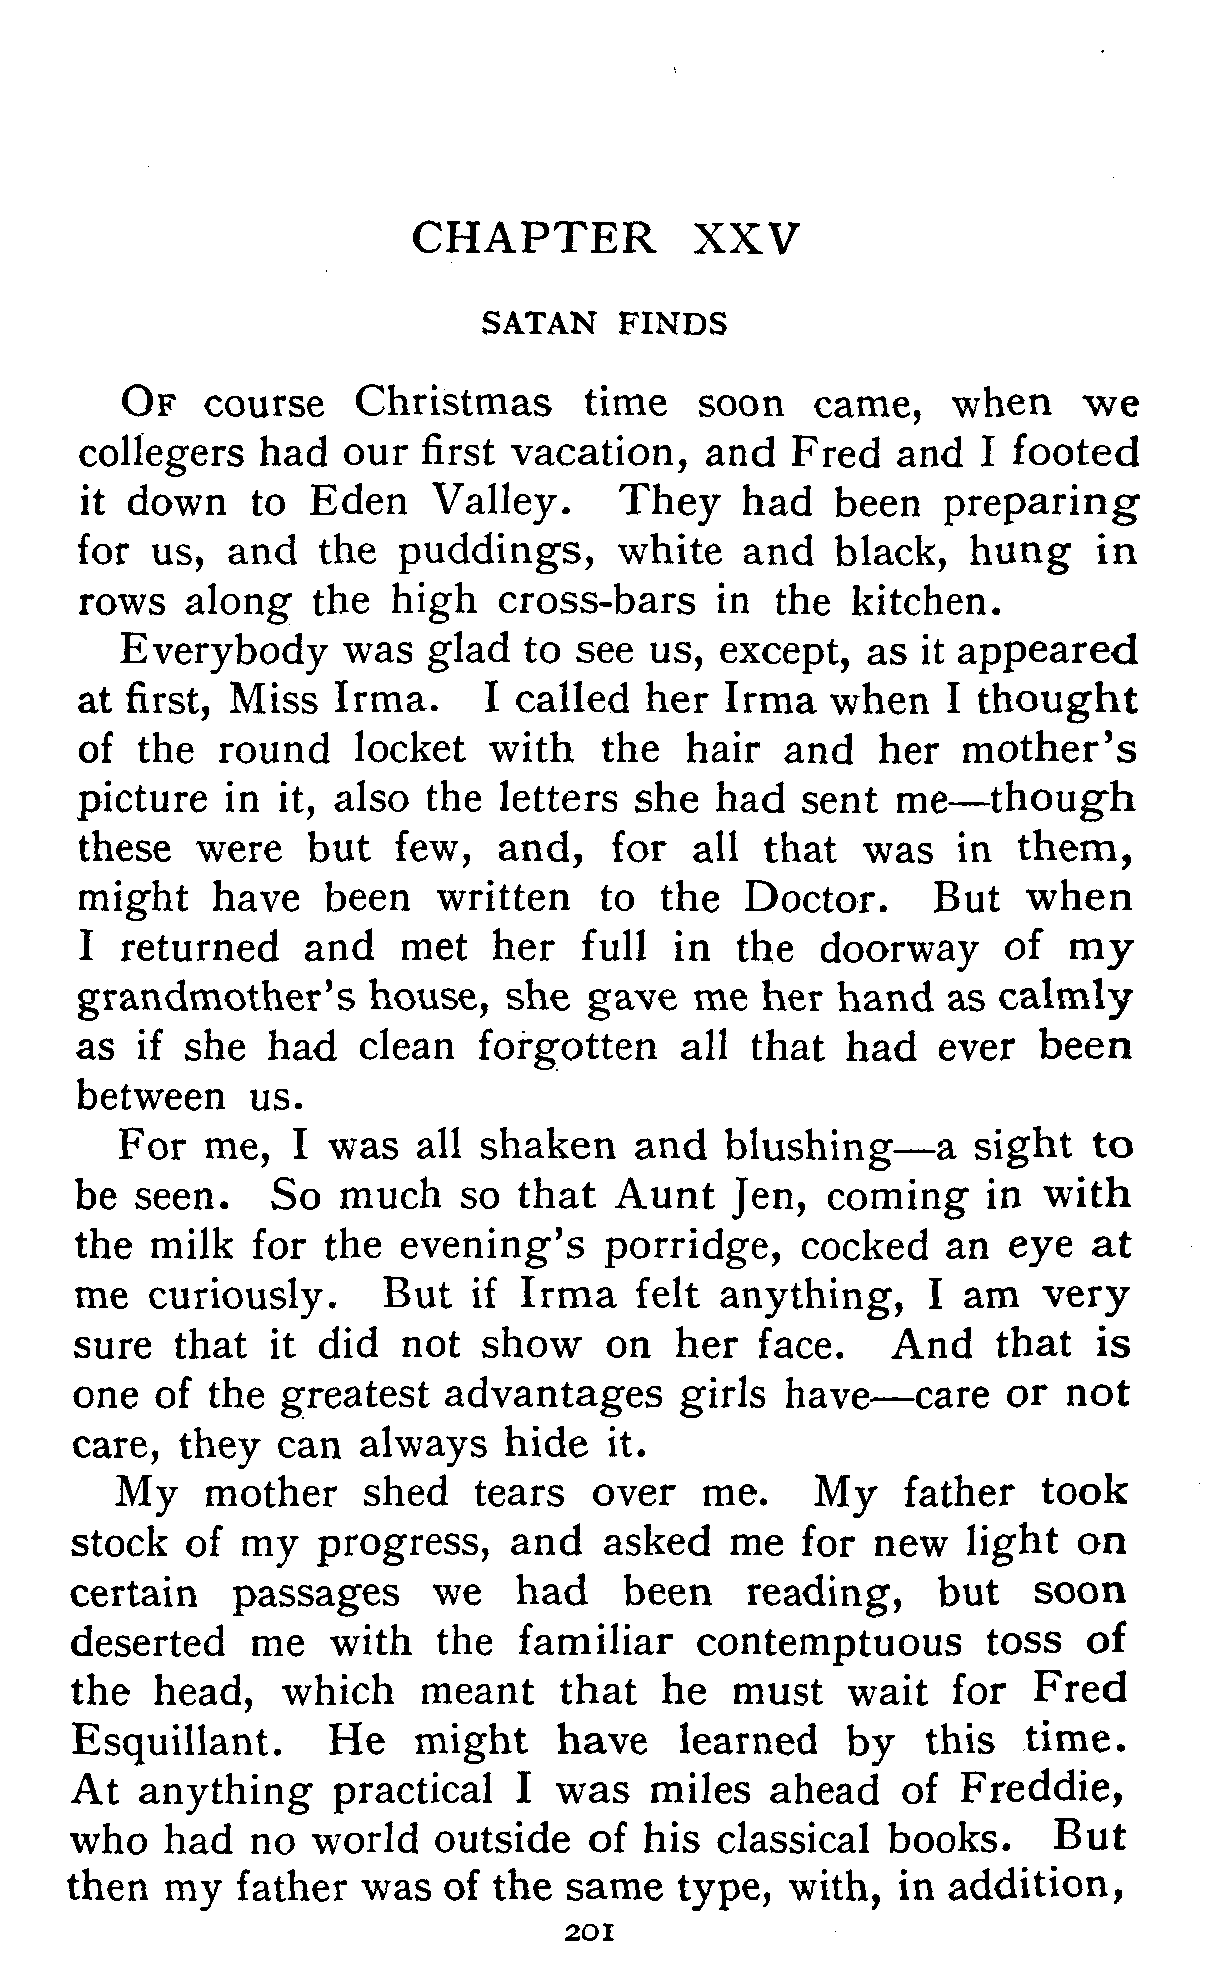 CHAPTER XXV
SATAN FINDS
OF course Christmas time soon came, when we
collegers had our first vacation, and Fred and I footed
it down to Eden Valley. They had been preparing
for us, and the puddings, white and black, hung in
rows along the high cross-bars in the kitchen.
Everybody was glad to see us, except, as it appeared
at first, Miss Irma. I called her Irma when I thought
of the round locket with the hair and her mother's
picture in it, also the letters she had sent me—though
these were but few, and, for all that was in them,
might have been written to the Doctor. But when
I returned and met her full in the doorway of my
grandmother's house, she gave me her hand as calmly
as if she had clean forgotten all that had ever been
between us.
For me, I was all shaken and blushing—a sight to
be seen. So much so that Aunt Jen, coming in with
the milk for the evening's porridge, cocked an eye at
me curiously. But if Irma felt anything, I am very
sure that it did not show on her face. And that is
one of the greatest advantages girls have—care or not
care, they can always hide it.
My mother shed tears over me. My father took
stock of my progress, and asked me for new light on
certain passages we had been reading, but soon
deserted me with the familiar contemptuous toss of
the head, which meant that he must wait for Fred
Esquillant. He might have learned by this time.
At anything practical I was miles ahead of Freddie,
who had no world outside of his classical books. But
then my father was of the same type, with, in addition,
201